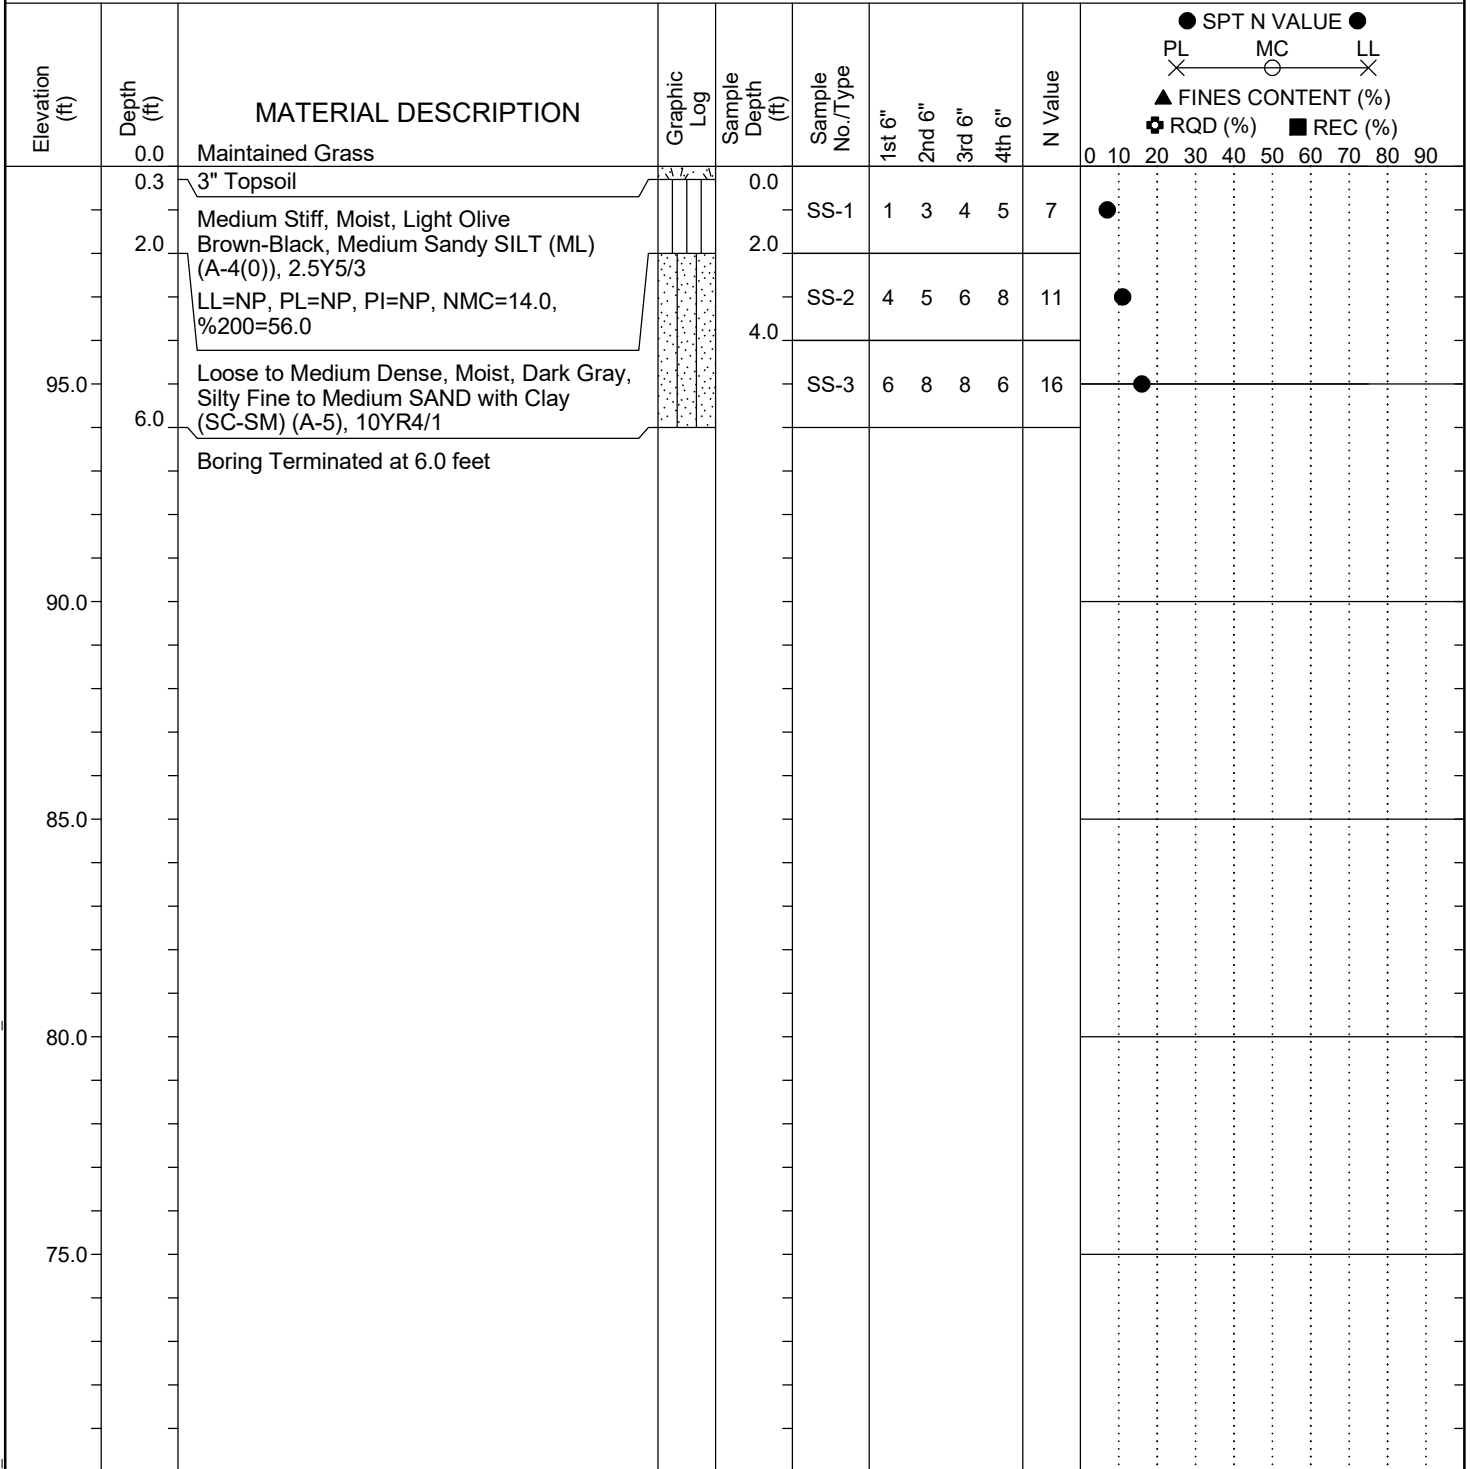 ● SPT N VALUE ●
PL MC LL
▲ FINES CONTENT (%)
RQD (%) ■ REC (%)
0 10 20 30 40 50 60 70 80 90
Elevation
(ft)
Depth
(ft)
MATERIAL DESCRIPTION
Graphic
Log
Sample
Depth
(ft)
Sample
No./Type
1st 6"
2nd 6"
3rd 6"
4th 6"
N Value
0.0 Maintained Grass
0.3 3" Topsoil 0.0
Medium Stiff, Moist, Light Olive SS-1 1 3 4 5 7
2.0 Brown-Black, Medium Sandy SILT (ML) 2.0
(A-4(0)), 2.5Y5/3
LL=NP, PL=NP, PI=NP, NMC=14.0, SS-2 4 5 6 8 11
%200=56.0 4.0
Loose to Medium Dense, Moist, Dark Gray,
95.0 Silty Fine to Medium SAND with Clay SS-3 6 8 8 6 16
6.0 (SC-SM) (A-5), 10YR4/1
Boring Terminated at 6.0 feet
90.0
85.0
80.0
75.0